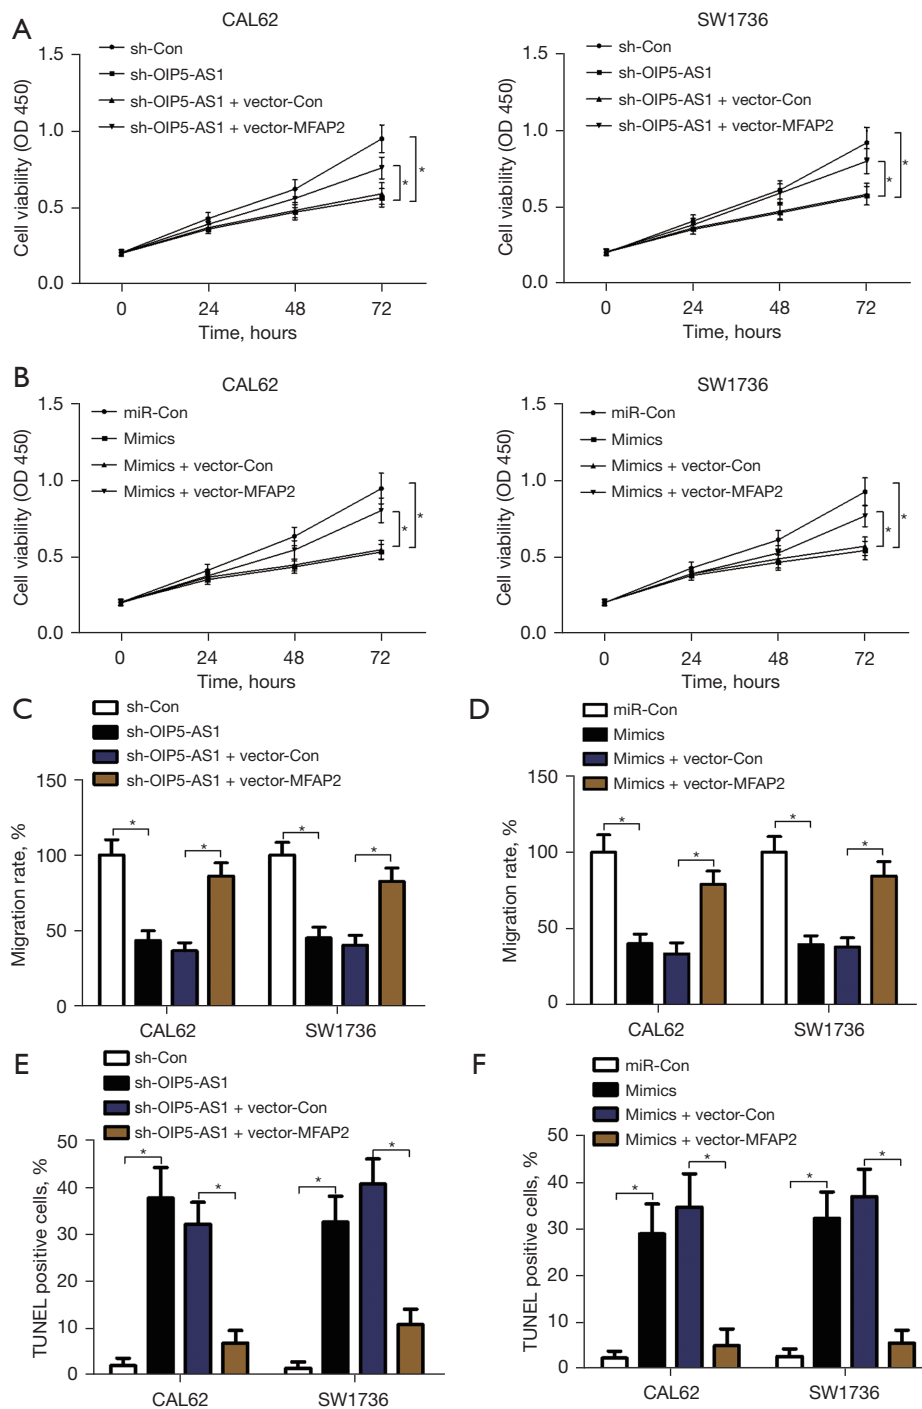 A
CAL62
SW1736
sh-Con
sh-OIP5-AS1
sh-OIP5-AS1 + vector-Con
sh-OIP5-AS1 + vector-MFAP2
Cell viability (OD 450)
1.5
1.0
0.5
0.0
0 24 48 72
Time, hours
*
*
sh-Con
sh-OIP5-AS1
sh-OIP5-AS1 + vector-Con
sh-OIP5-AS1 + vector-MFAP2
Cell viability (OD 450)
1.5
1.0
0.5
0.0
0 24 48 72
Time, hours
*
*
B
CAL62
SW1736
miR-Con
Mimics
Mimics + vector-Con
Mimics + vector-MFAP2
Cell viability (OD 450)
1.5
1.0
0.5
0.0
0 24 48 72
Time, hours
*
*
miR-Con
Mimics
Mimics + vector-Con
Mimics + vector-MFAP2
Cell viability (OD 450)
1.5
1.0
0.5
0.0
0 24 48 72
Time, hours
*
*
C
sh-Con
sh-OIP5-AS1
sh-OIP5-AS1 + vector-Con
sh-OIP5-AS1 + vector-MFAP2
Migration rate, %
150
100
50
0
* * * *
CAL62 SW1736
D
miR-Con
Mimics
Mimics + vector-Con
Mimics + vector-MFAP2
Migration rate, %
150
100
50
0
* * * *
CAL62 SW1736
E
sh-Con
sh-OIP5-AS1
sh-OIP5-AS1 + vector-Con
sh-OIP5-AS1 + vector-MFAP2
TUNEL positive cells, %
50
40
30
20
10
0
* * * *
CAL62 SW1736
F
miR-Con
Mimics
Mimics + vector-Con
Mimics + vector-MFAP2
TUNEL positive cells, %
50
40
30
20
10
0
* * * *
CAL62 SW1736